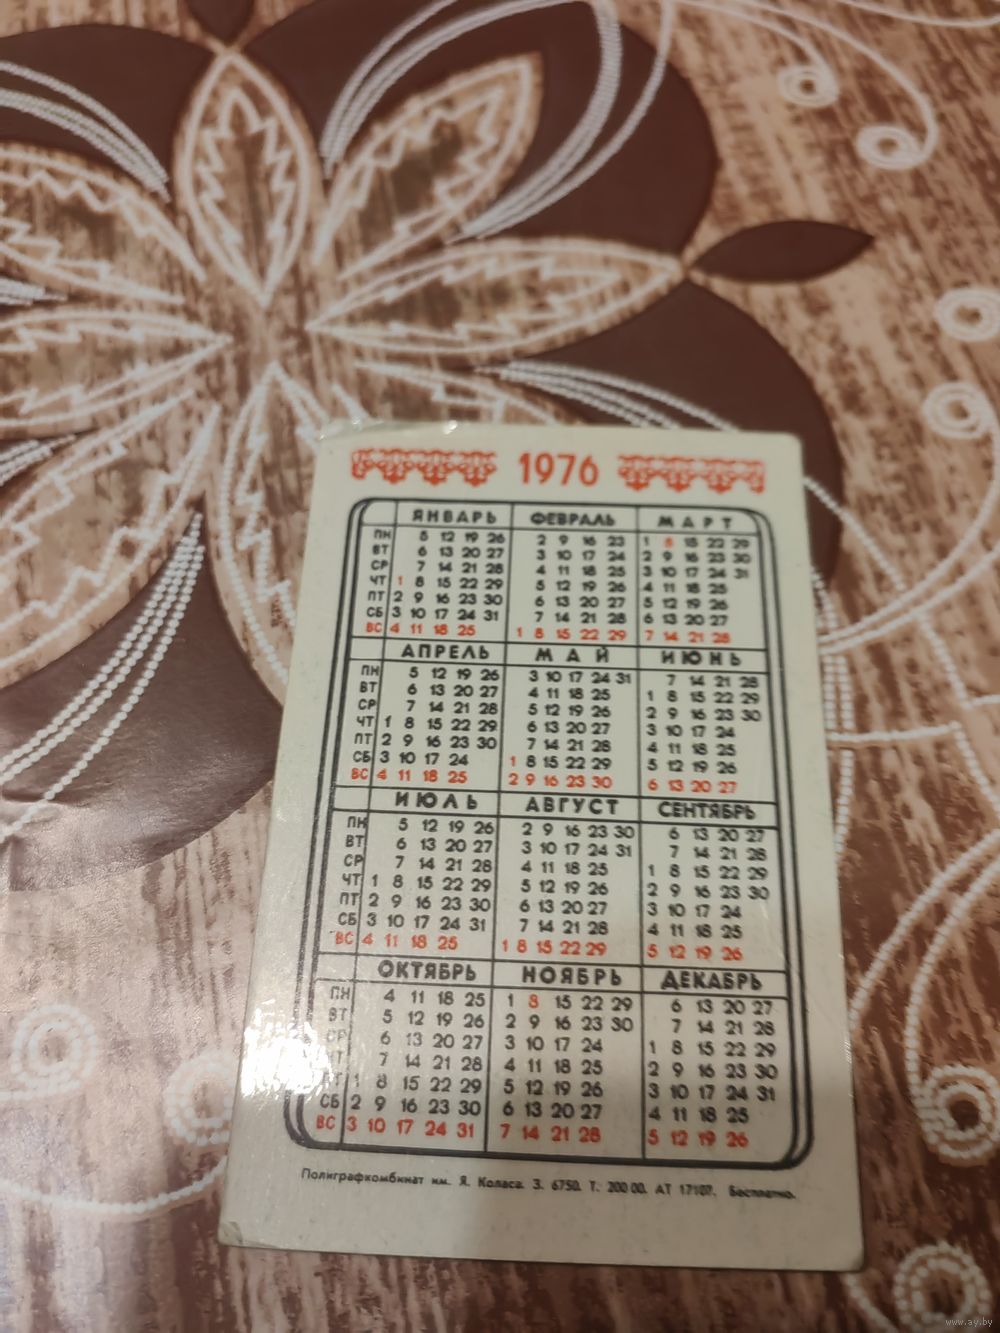 1976
ЯНВАРЬ ФЕВРАЛЬ МАРТ
ПН 5 12 19 26 2 9 16 23 1 8 15 22 29
ВТ 6 13 20 27 3 10 17 24 2 9 16 23 30
СР 7 14 21 28 4 11 18 25 3 10 17 24 31
ЧТ 1 8 15 22 29 5 12 19 26 4 11 18 25
ПТ 2 9 16 23 30 6 13 20 27 5 12 19 26
СБ 3 10 17 24 31 7 14 21 28 6 13 20 27
ВС 4 11 18 25 1 8 15 22 29 7 14 21 28
АПРЕЛЬ МАЙ ИЮНЬ
ПН 5 12 19 26 3 10 17 24 31 7 14 21 28
ВТ 6 13 20 27 4 11 18 25 1 8 15 22 29
СР 7 14 21 28 5 12 19 26 2 9 16 23 30
ЧТ 1 8 15 22 29 6 13 20 27 3 10 17 24
ПТ 2 9 16 23 30 7 14 21 28 4 11 18 25
СБ 3 10 17 24 1 8 15 22 29 5 12 19 26
ВС 4 11 18 25 2 9 16 23 30 6 13 20 27
ИЮЛЬ АВГУСТ СЕНТЯБРЬ
ПН 5 12 19 26 2 9 16 23 30 6 13 20 27
ВТ 6 13 20 27 3 10 17 24 31 7 14 21 28
СР 7 14 21 28 4 11 18 25 1 8 15 22 29
ЧТ 1 8 15 22 29 5 12 19 26 2 9 16 23 30
ПТ 2 9 16 23 30 6 13 20 27 3 10 17 24
СБ 3 10 17 24 31 7 14 21 28 4 11 18 25
ВС 4 11 18 25 1 8 15 22 29 5 12 19 26
ОКТЯБРЬ НОЯБРЬ ДЕКАБРЬ
ПН 4 11 18 25 1 8 15 22 29 6 13 20 27
ВТ 5 12 19 26 2 9 16 23 30 7 14 21 28
СР 6 13 20 27 3 10 17 24 1 8 15 22 29
7 14 21 28 4 11 18 25 2 9 16 23 30
1 8 15 22 29 5 12 19 26 3 10 17 24 31
СБ 2 9 16 23 30 6 13 20 27 4 11 18 25
ВС 3 10 17 24 31 7 14 21 28 5 12 19 26
Полиграфкомбинат им. Я. Коласа. З. 6750. Т. 200 00. АТ 17107. Бесплатно.
www.ay.by